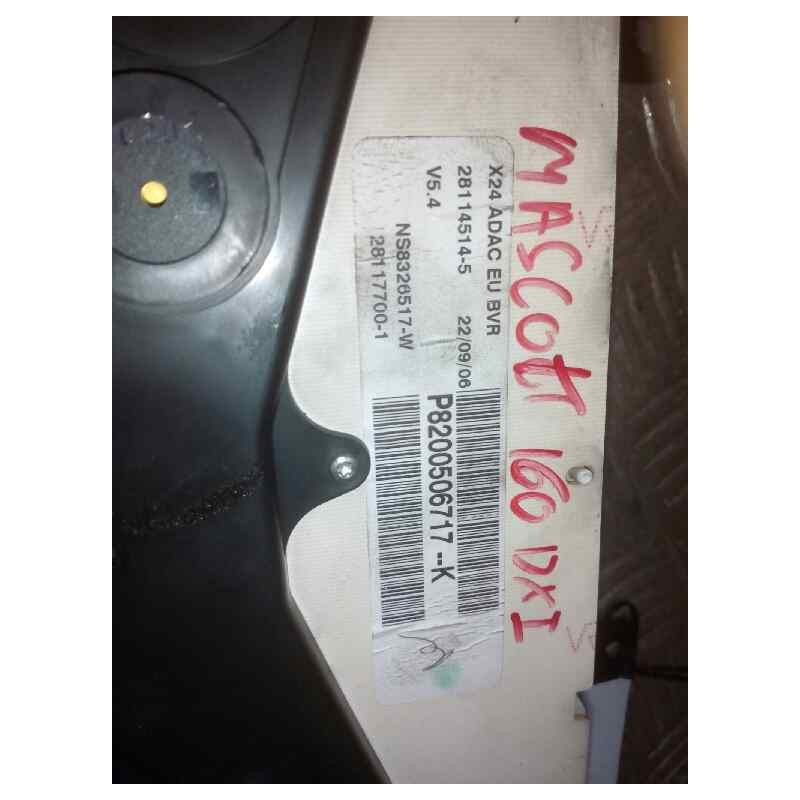 MASCOTT 160 DXI
X24 ADAC EU BVR
28114514-5 22/09/06
V5.4
NS8326517-W
28117700-1
P8200506717 --K